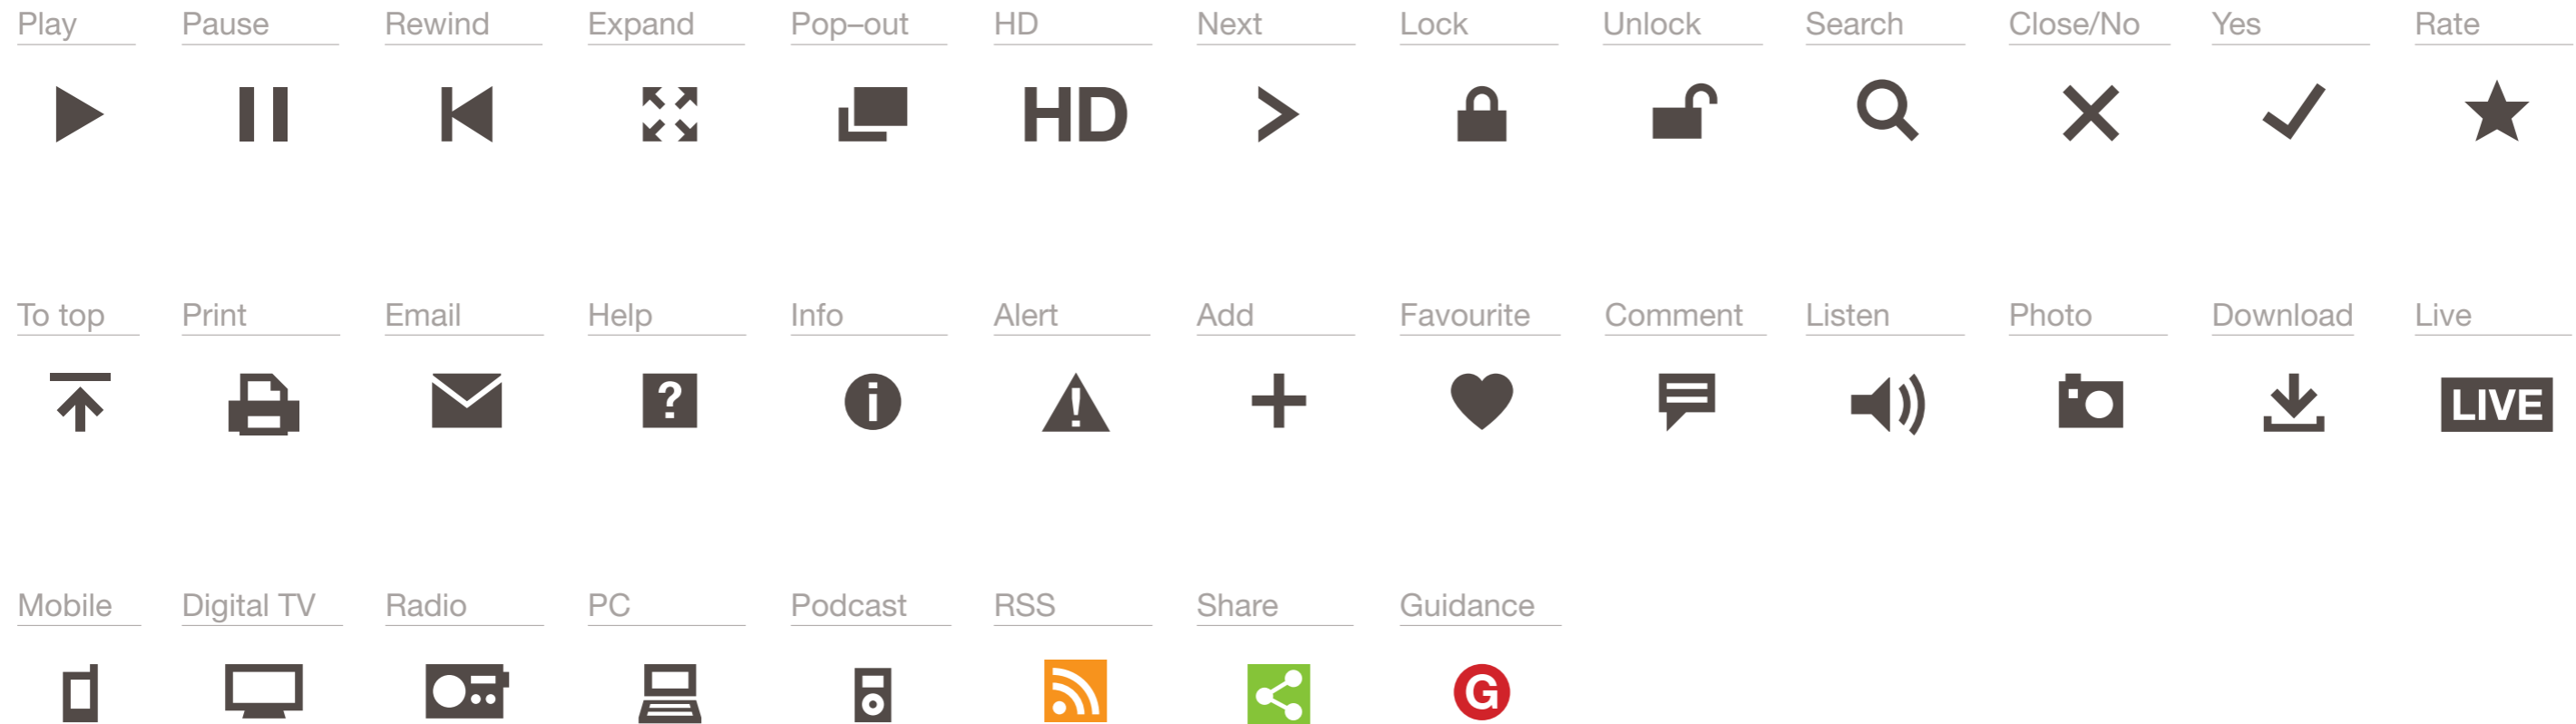 Play Pause Rewind Expand Pop–out HD Next Lock Unlock Search Close/No Yes Rate
HD
To top Print Email Help Info Alert Add Favourite Comment Listen Photo Download Live
? i ! LIVE
Mobile Digital TV Radio PC Podcast RSS Share Guidance
G